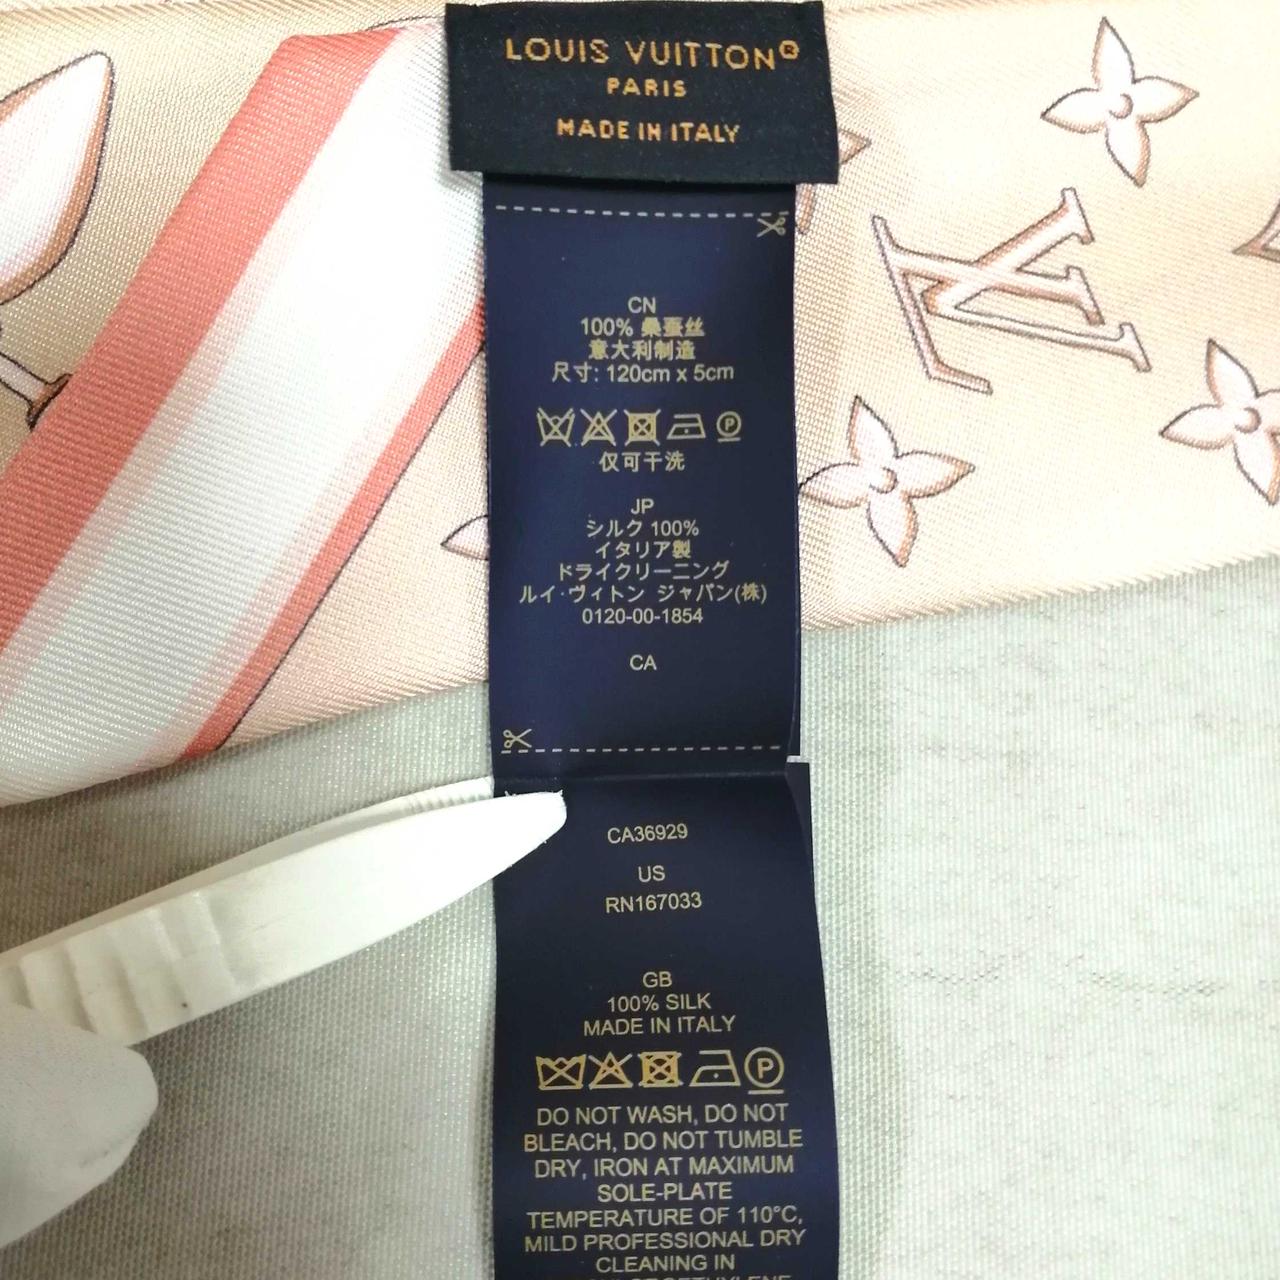 LOUIS VUITTON®
PARIS
MADE IN ITALY
CN
100% 桑蚕丝
意大利制造
尺寸: 120cm x 5cm
P
仅可干洗
JP
シルク 100%
イタリア製
ドライクリーニング
ルイ·ヴィトン ジャパン(株)
0120-00-1854
CA
CA36929
US
RN167033
GB
100% SILK
MADE IN ITALY
P
DO NOT WASH, DO NOT
BLEACH, DO NOT TUMBLE
DRY, IRON AT MAXIMUM
SOLE-PLATE
TEMPERATURE OF 110°C,
MILD PROFESSIONAL DRY
CLEANING IN
LV